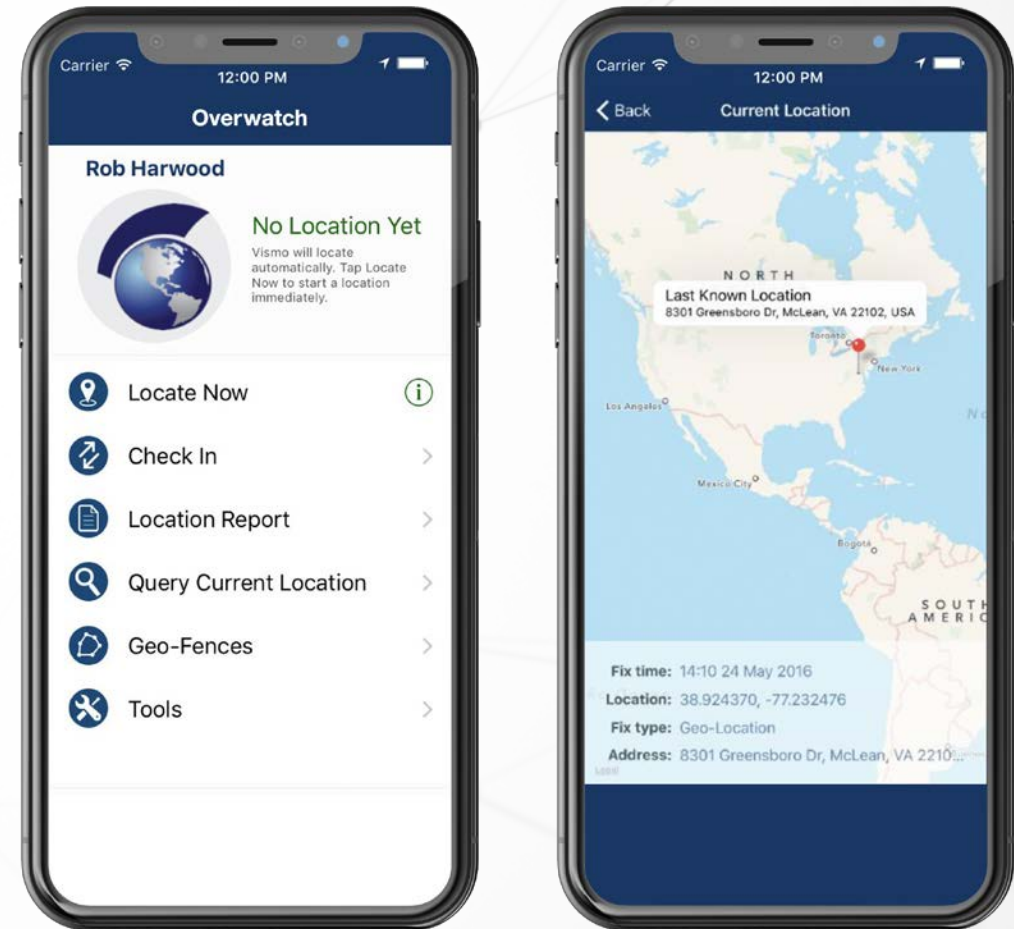 Carrier
12:00 PM
Overwatch
Rob Harwood
No Location Yet
Vismo will locate
automatically. Tap Locate
Now to start a location
immediately.
Locate Now
Check In
Location Report
Query Current Location
Geo-Fences
Tools
Carrier
12:00 PM
Back
Current Location
NORTH
Last Known Location
8301 Greensboro Dr, McLean, VA 22102, USA
Toronto
New York
Los Angeles
Mexico City
Bogotá
SOUTH
AMERIC
Fix time: 14:10 24 May 2016
Location: 38.924370, -77.232476
Fix type: Geo-Location
Address: 8301 Greensboro Dr, McLean, VA 2210...
Legal